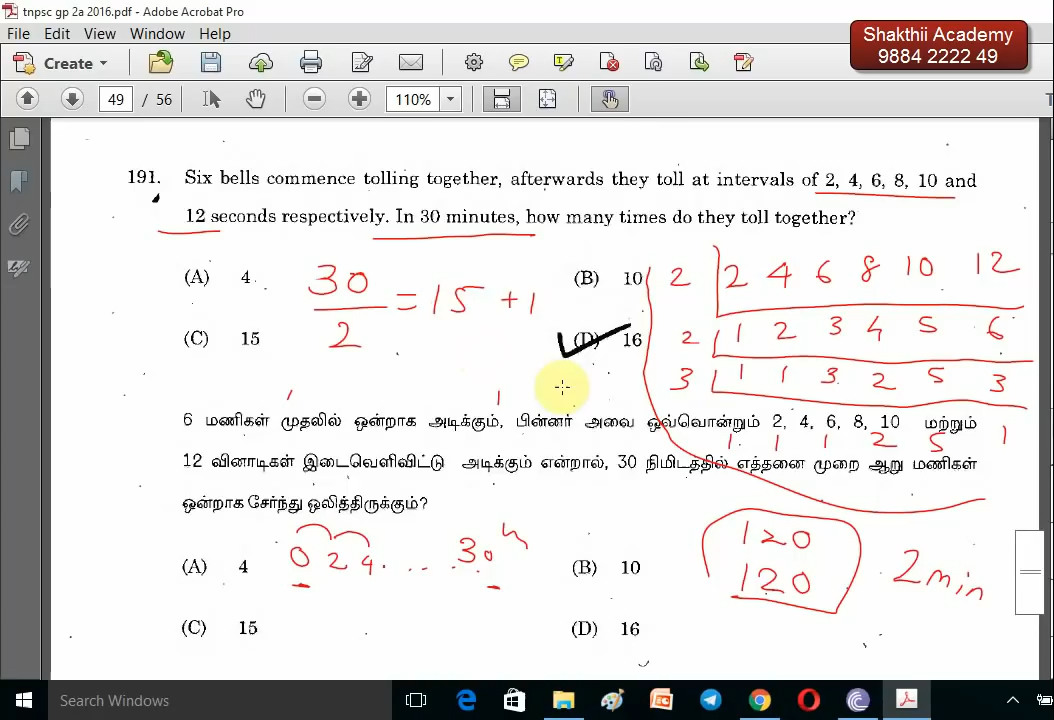 tnpsc gp 2a 2016.pdf - Adobe Acrobat Pro
File Edit View Window Help
Shakthii Academy
9884 2222 49
Create
49 / 56
110%
191. Six bells commence tolling together, afterwards they toll at intervals of 2, 4, 6, 8, 10 and
12 seconds respectively. In 30 minutes, how many times do they toll together?
(A) 4
(B) 10
(C) 15
(D) 16
30
2
= 15 + 1
2 2 4 6 8 10 12
2 1 2 3 4 5 6
3 1 1 3 2 5 3
1 1 1 2 5 1
6 மணிகள் முதலில் ஒன்றாக அடிக்கும், பின்னர் அவை ஒவ்வொன்றும் 2, 4, 6, 8, 10 மற்றும்
12 வினாடிகள் இடைவெளிவிட்டு அடிக்கும் என்றால், 30 நிமிடத்தில் எத்தனை முறை ஆறு மணிகள்
ஒன்றாக சேர்ந்து ஒலித்திருக்கும்?
0 2 4 . . . . . 30
120
120
2 min
(A) 4
(B) 10
(C) 15
(D) 16
Search Windows